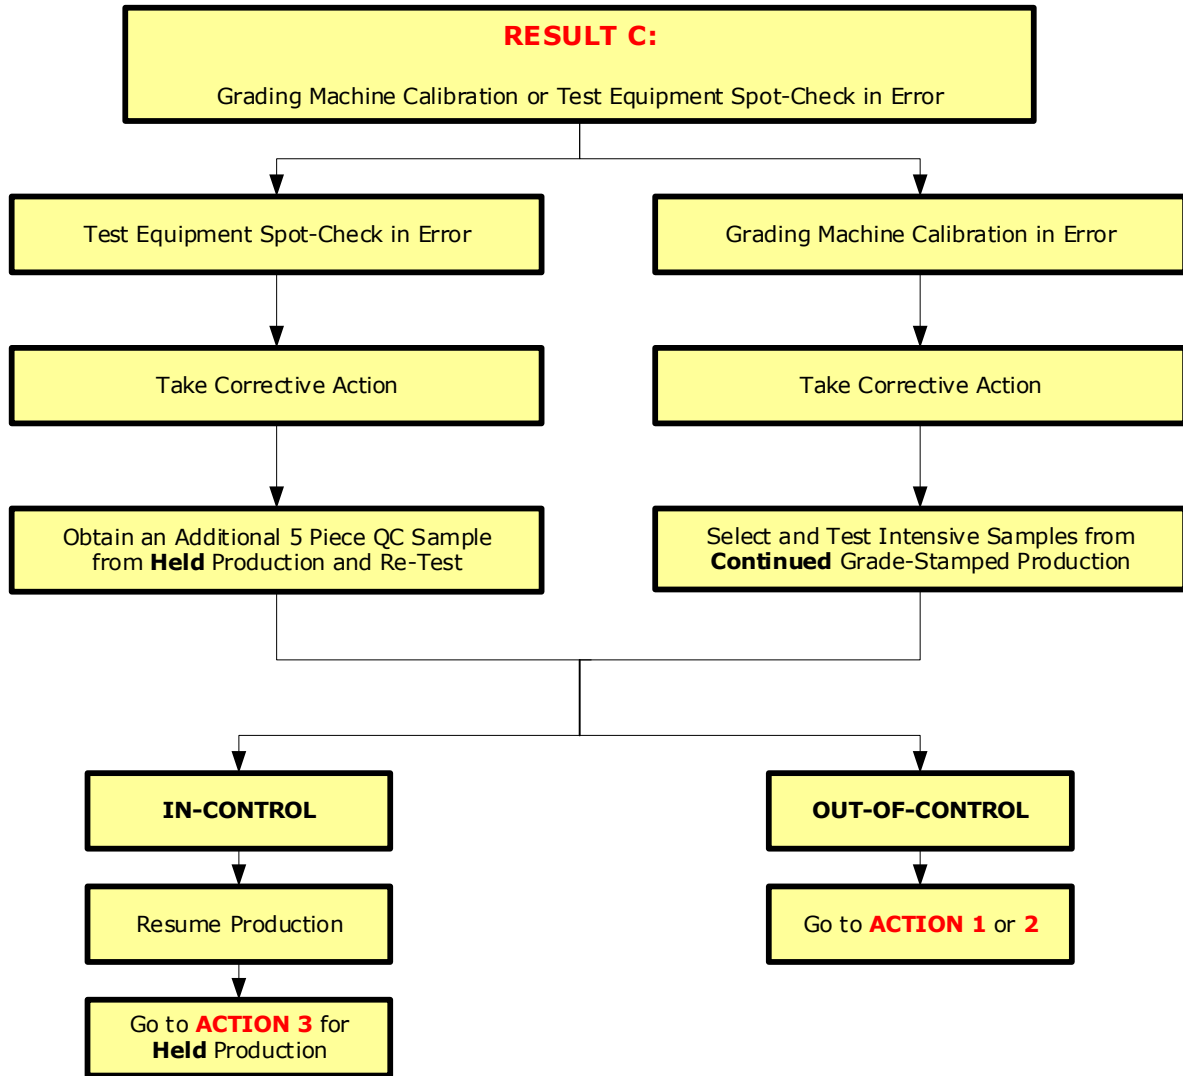 RESULT C:
Grading Machine Calibration or Test Equipment Spot-Check in Error
Test Equipment Spot-Check in Error
Grading Machine Calibration in Error
Take Corrective Action
Take Corrective Action
Obtain an Additional 5 Piece QC Sample
from Held Production and Re-Test
Select and Test Intensive Samples from
Continued Grade-Stamped Production
IN-CONTROL
OUT-OF-CONTROL
Resume Production
Go to ACTION 1 or 2
Go to ACTION 3 for
Held Production